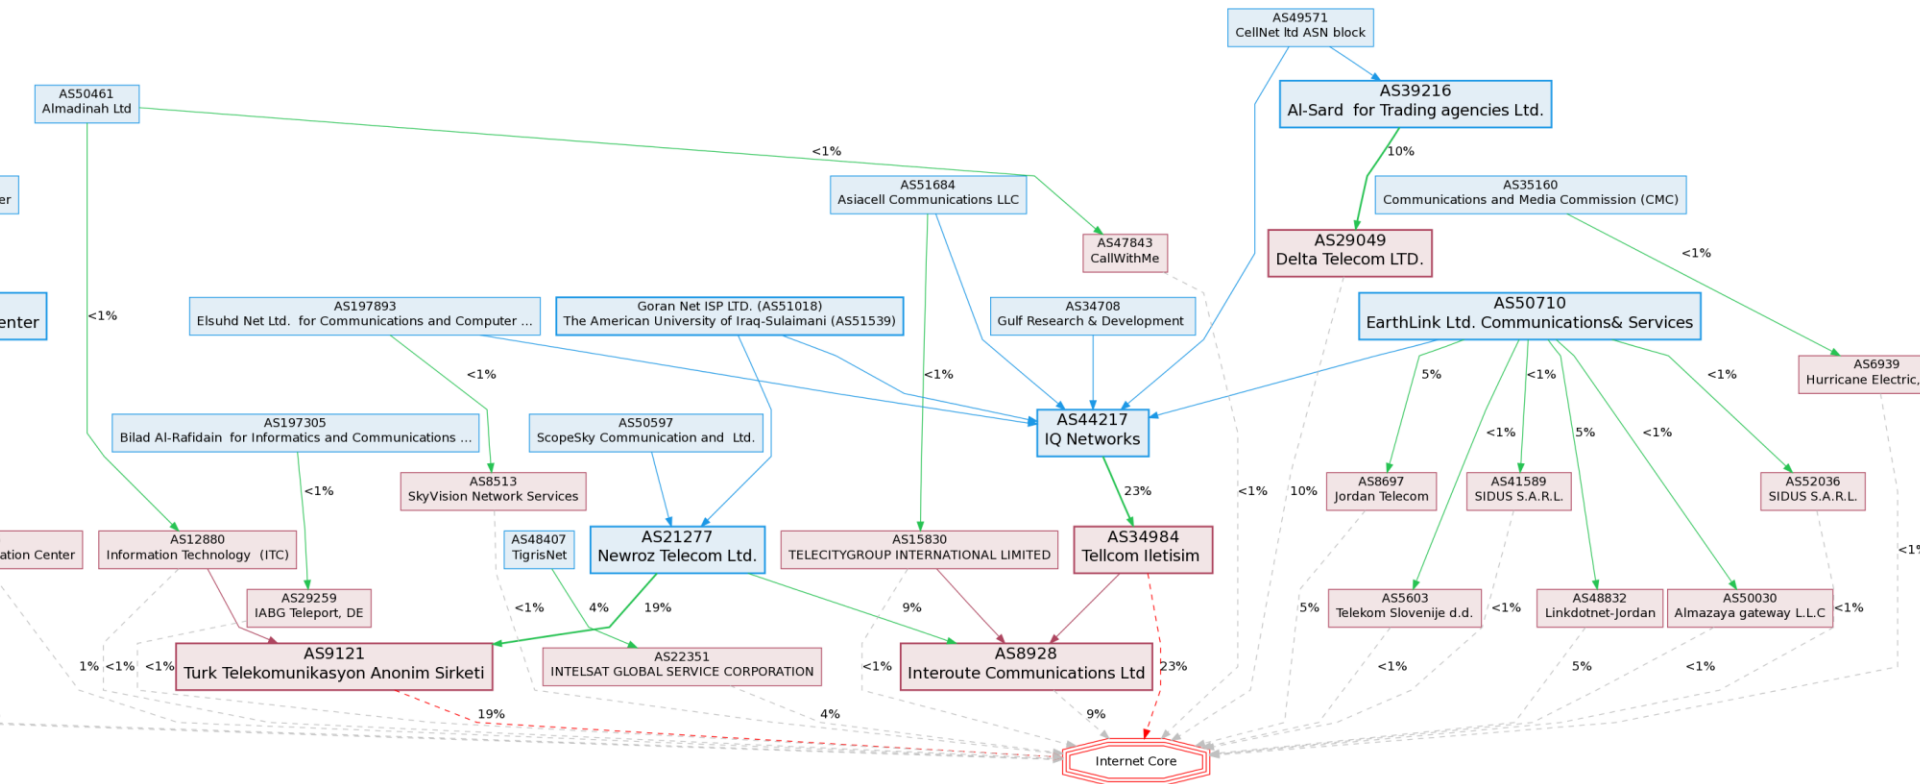 AS49571
CellNet ltd ASN block
AS50461
Almadinah Ltd
AS39216
Al-Sard for Trading agencies Ltd.
<1%
10%
er
AS51684
Asiacell Communications LLC
AS35160
Communications and Media Commission (CMC)
AS47843
CallWithMe
AS29049
Delta Telecom LTD.
<1%
enter
<1%
AS197893
Elsuhd Net Ltd. for Communications and Computer ...
Goran Net ISP LTD. (AS51018)
The American University of Iraq-Sulaimani (AS51539)
AS34708
Gulf Research & Development
AS50710
EarthLink Ltd. Communications& Services
<1%
<1%
5%
<1%
<1%
AS6939
Hurricane Electric,
AS197305
Bilad Al-Rafidain for Informatics and Communications ...
AS50597
ScopeSky Communication and Ltd.
AS44217
IQ Networks
<1%
5%
<1%
AS8513
SkyVision Network Services
<1%
23%
<1%
10%
AS8697
Jordan Telecom
AS41589
SIDUS S.A.R.L.
AS52036
SIDUS S.A.R.L.
ation Center
AS12880
Information Technology (ITC)
AS48407
TigrisNet
AS21277
Newroz Telecom Ltd.
AS15830
TELECITYGROUP INTERNATIONAL LIMITED
AS34984
Tellcom Iletisim
<1%
AS29259
IABG Teleport, DE
<1%
4%
19%
9%
5%
AS5603
Telekom Slovenije d.d.
<1%
AS48832
Linkdotnet-Jordan
AS50030
Almazaya gateway L.L.C
<1%
1%
<1%
<1%
AS9121
Turk Telekomunikasyon Anonim Sirketi
AS22351
INTELSAT GLOBAL SERVICE CORPORATION
<1%
AS8928
Interoute Communications Ltd
23%
<1%
5%
<1%
19%
4%
9%
Internet Core